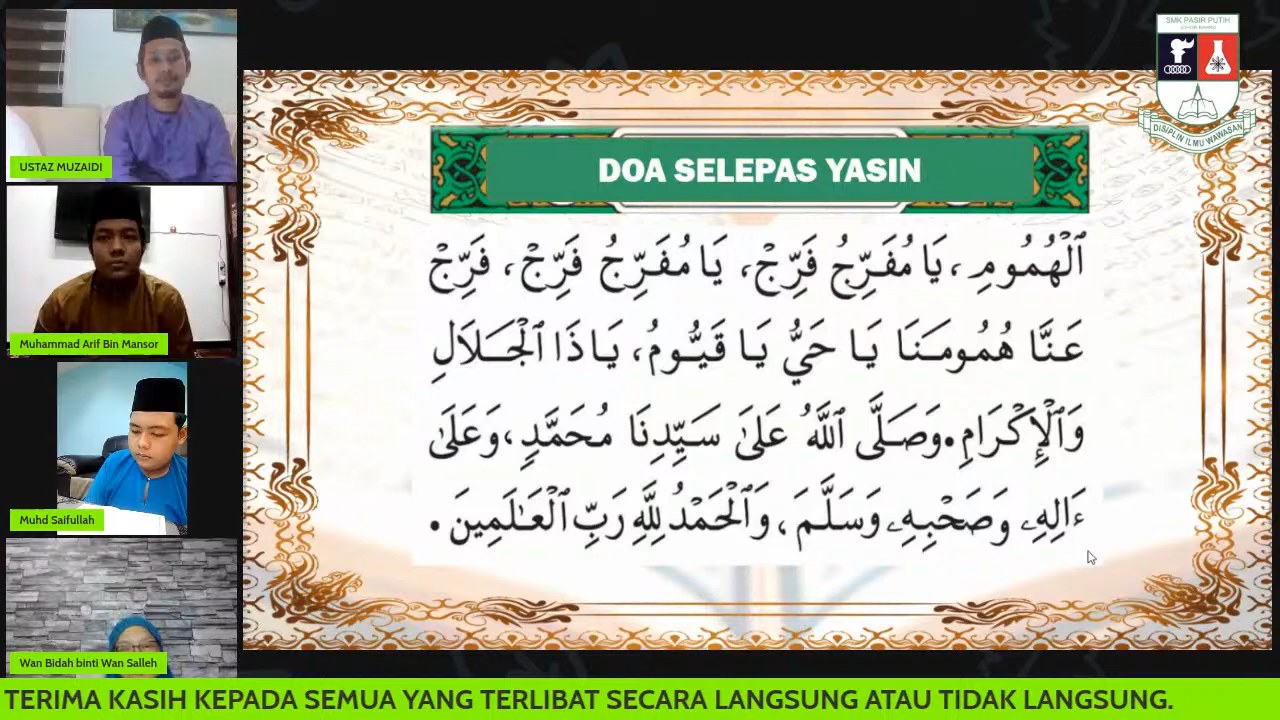 SMK PASIR PUTIH
JOHOR BAHRU
DISIPLIN ILMU WAWASAN
DOA SELEPAS YASIN
ٱلْهُمُومِ، يَا مُفَرِّجُ فَرِّجْ، يَا مُفَرِّجُ فَرِّجْ، فَرِّجْ
عَنَّا هُمُومَنَا يَا حَيُّ يَا قَيُّومُ، يَا ذَا ٱلْجَلَالِ
وَٱلْإِكْرَامِ. وَصَلَّى ٱللَّهُ عَلَىٰ سَيِّدِنَا مُحَمَّدٍ، وَعَلَىٰ
ءَالِهِۦ وَصَحْبِهِۦ وَسَلَّمَ، وَٱلْحَمْدُ لِلَّهِ رَبِّ ٱلْعَـٰلَمِينَ.
USTAZ MUZAIDI
Muhammad Arif Bin Mansor
Muhd Saifullah
Wan Bidah binti Wan Salleh
TERIMA KASIH KEPADA SEMUA YANG TERLIBAT SECARA LANGSUNG ATAU TIDAK LANGSUNG.